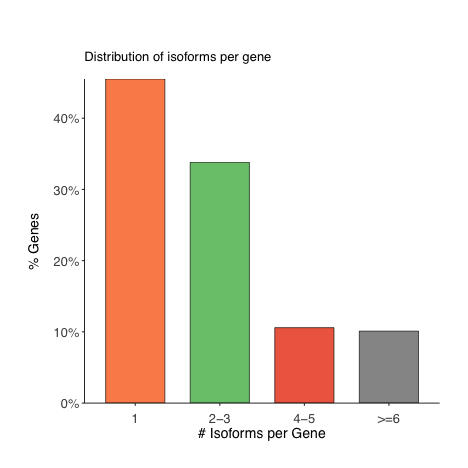 Distribution of isoforms per gene
40%
30%
20%
10%
0%
% Genes
1 2−3 4−5 >=6
# Isoforms per Gene